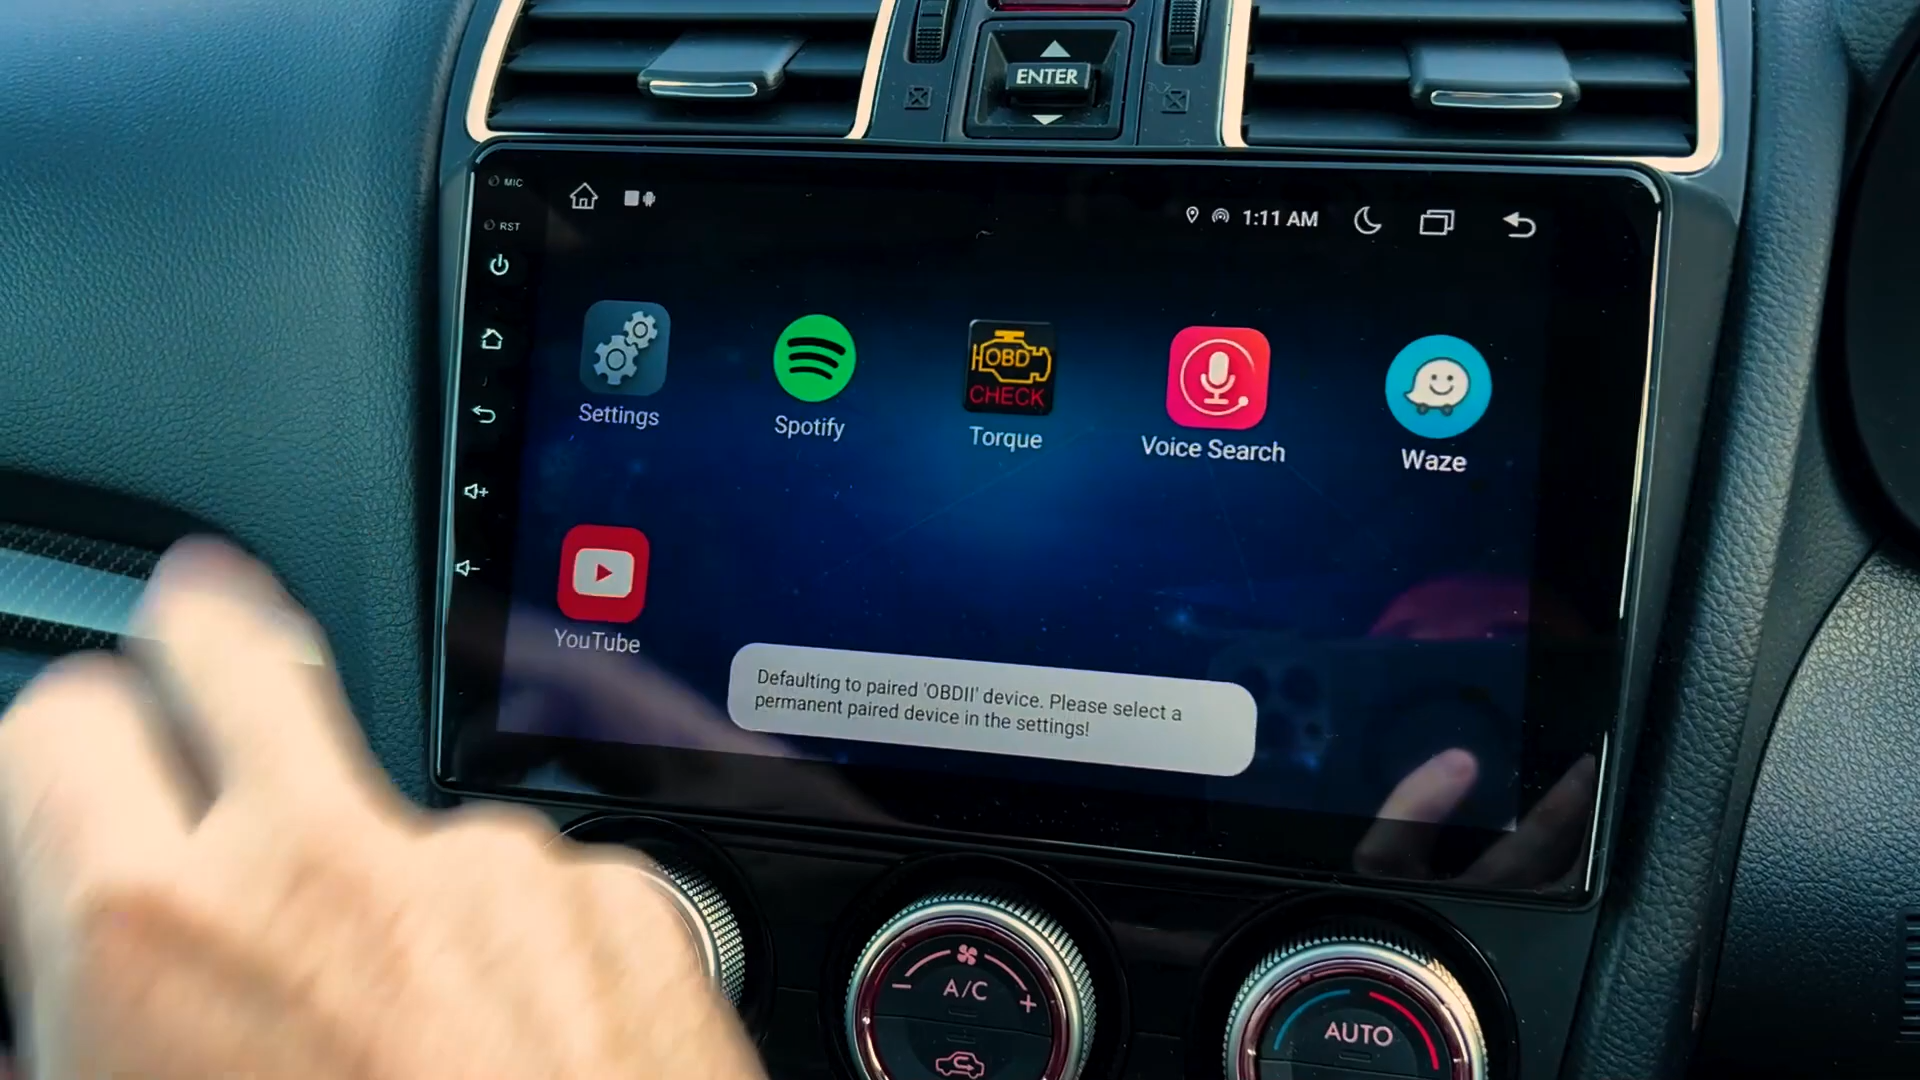 ENTER
MIC
RST
1:11 AM
OBD
CHECK
Settings
Spotify
Torque
Voice Search
Waze
YouTube
Defaulting to paired 'OBDII' device. Please select a
permanent paired device in the settings!
A/C
AUTO